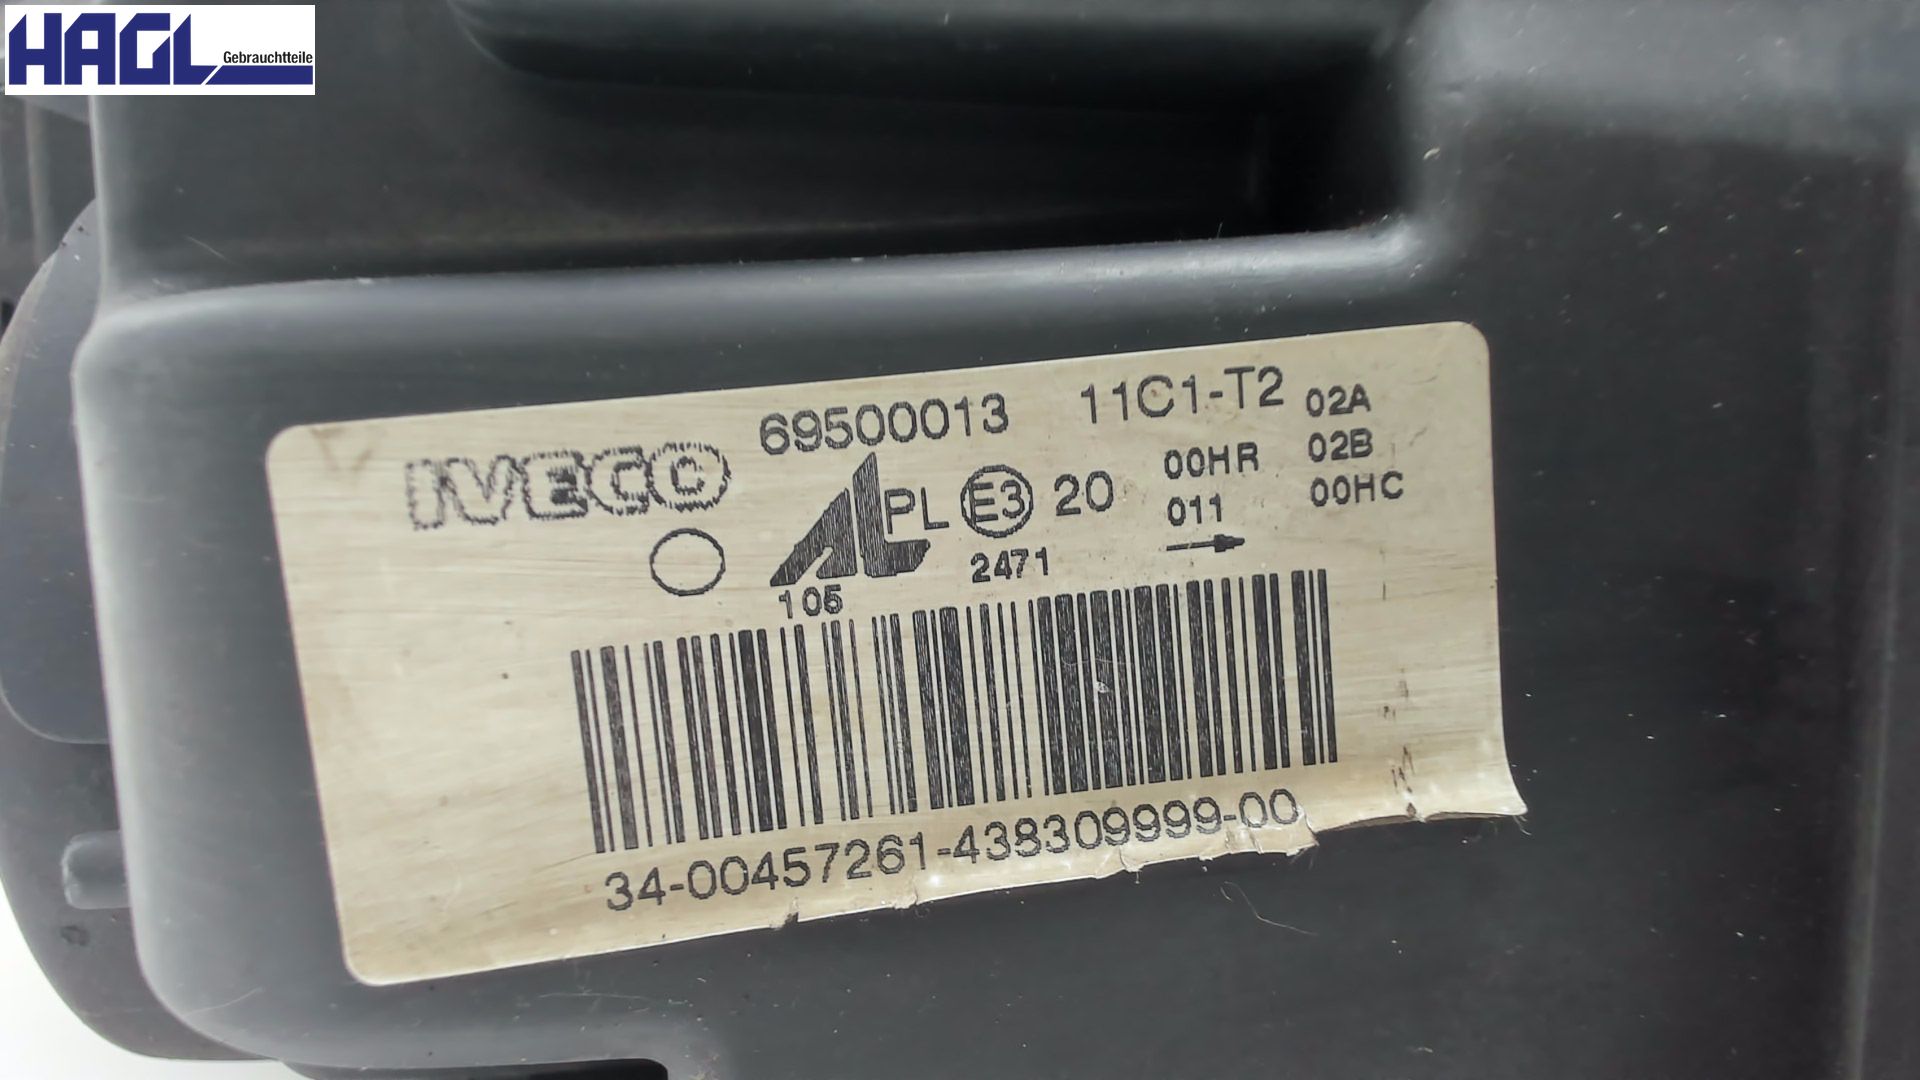 HAGL
Gebrauchtteile
69500013 11C1-T2 02A
IVECO
AL PL E3 20 00HR 02B
011 00HC
105 2471
34-00457261-438309999-00